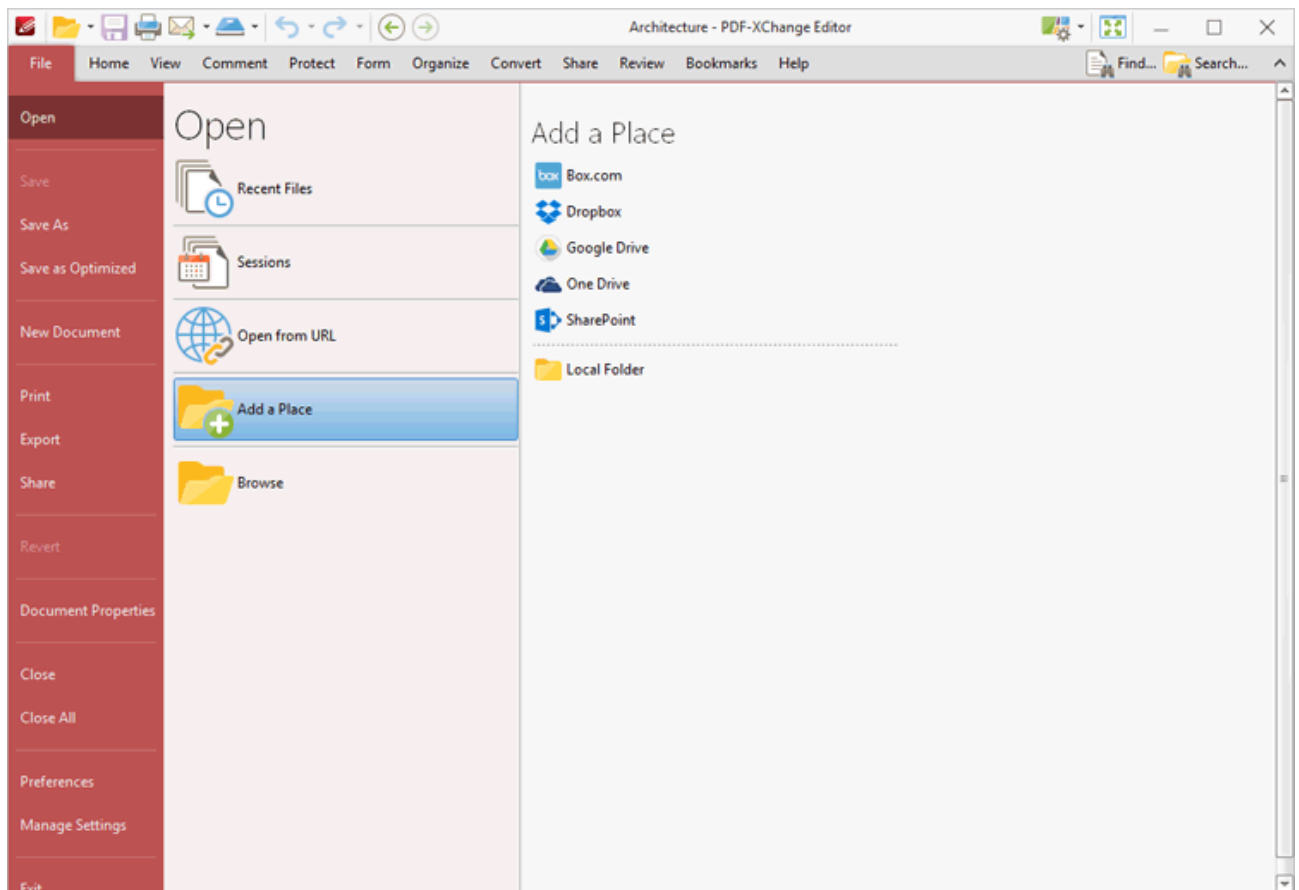 Architecture - PDF-XChange Editor
File Home View Comment Protect Form Organize Convert Share Review Bookmarks Help Find... Search...
Open
Save
Save As
Save as Optimized
New Document
Print
Export
Share
Revert
Document Properties
Close
Close All
Preferences
Manage Settings
Exit
Open
Recent Files
Sessions
Open from URL
Add a Place
Browse
Add a Place
box Box.com
Dropbox
Google Drive
One Drive
S SharePoint
Local Folder